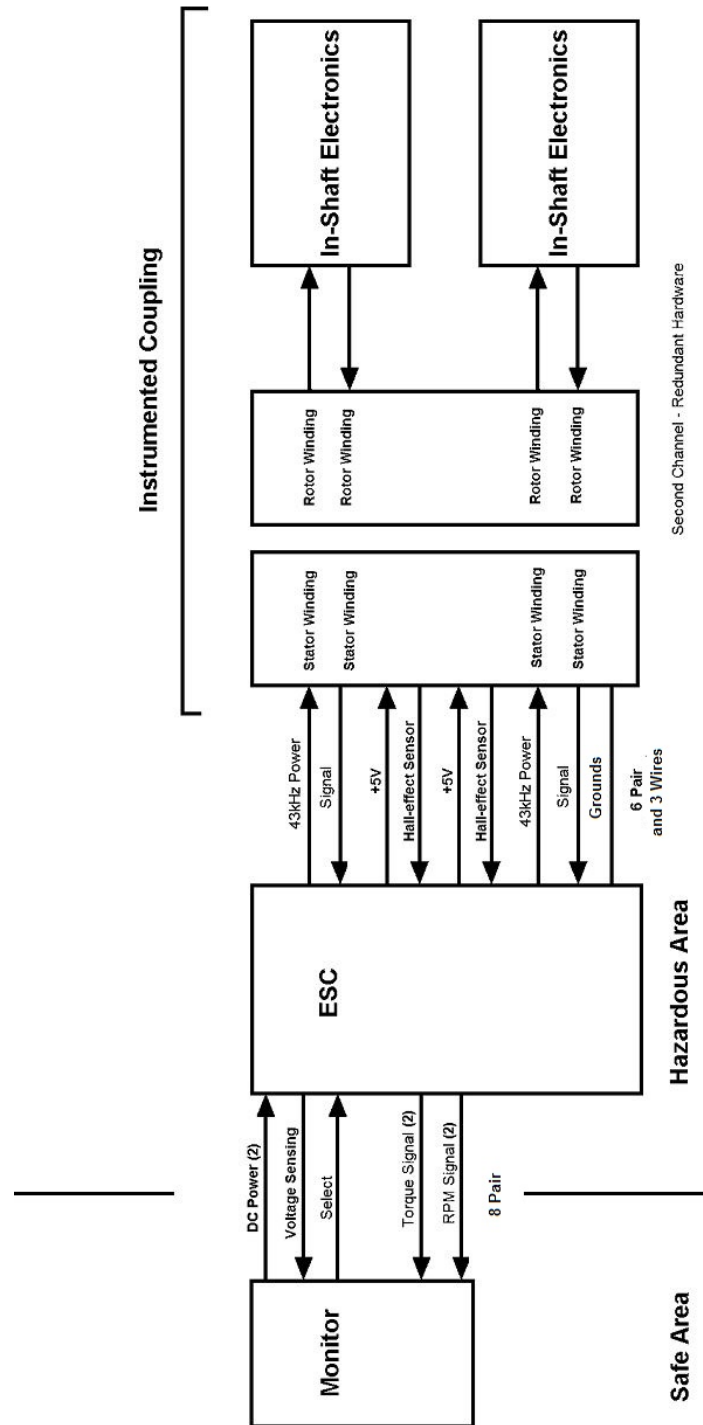 Instrumented Coupling
Monitor
DC Power (2)
Voltage Sensing
Select
Torque Signal (2)
RPM Signal (2)
8 Pair
ESC
43kHz Power
Signal
+5V
Hall-effect Sensor
+5V
Hall-effect Sensor
43kHz Power
Signal
Grounds
6 Pair
and 3 Wires
Stator Winding
Stator Winding
Stator Winding
Stator Winding
Rotor Winding
Rotor Winding
Rotor Winding
Rotor Winding
In-Shaft Electronics
In-Shaft Electronics
Second Channel - Redundant Hardware
Safe Area
Hazardous Area